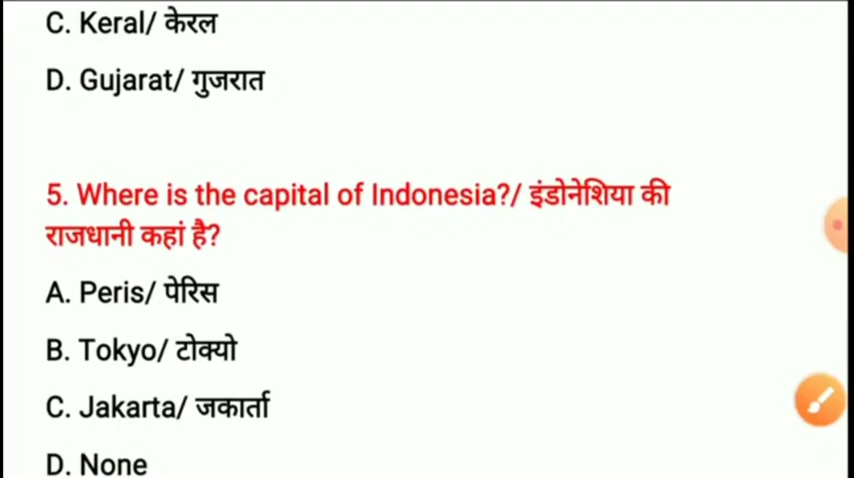 C. Keral/ केरल
D. Gujarat/ गुजरात
5. Where is the capital of Indonesia?/ इंडोनेशिया की
राजधानी कहां है?
A. Peris/ पेरिस
B. Tokyo/ टोक्यो
C. Jakarta/ जकार्ता
D. None